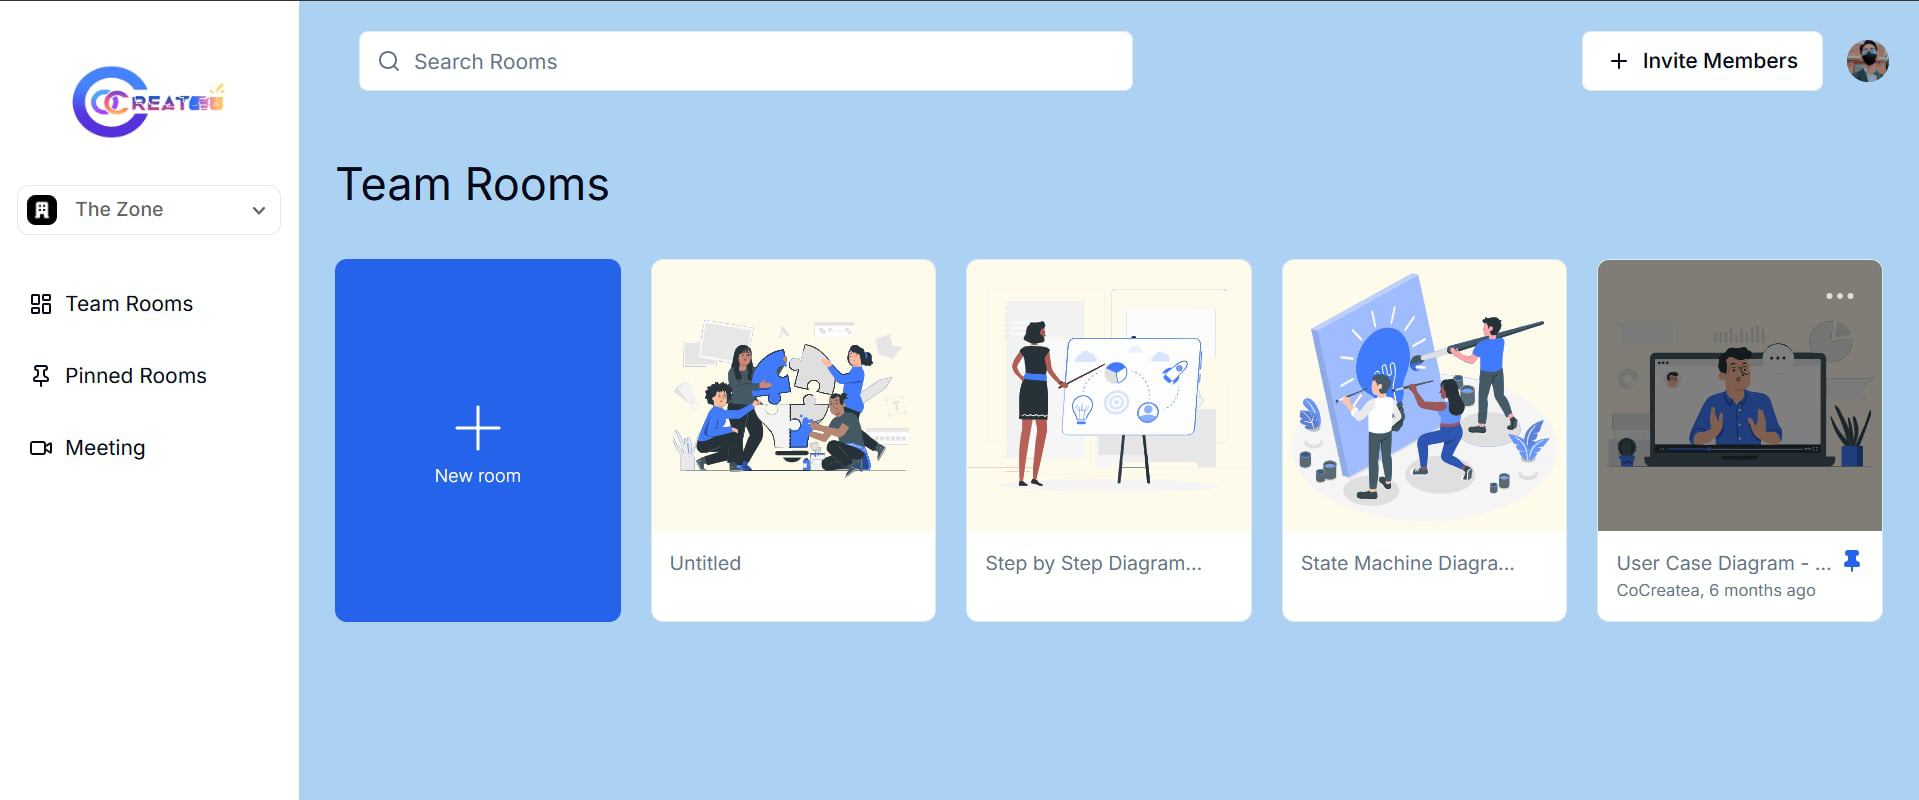 COCREATEU
The Zone
Team Rooms
Pinned Rooms
Meeting
Search Rooms
Invite Members
Team Rooms
New room
Untitled
Step by Step Diagram...
State Machine Diagra...
User Case Diagram - ...
CoCreatea, 6 months ago